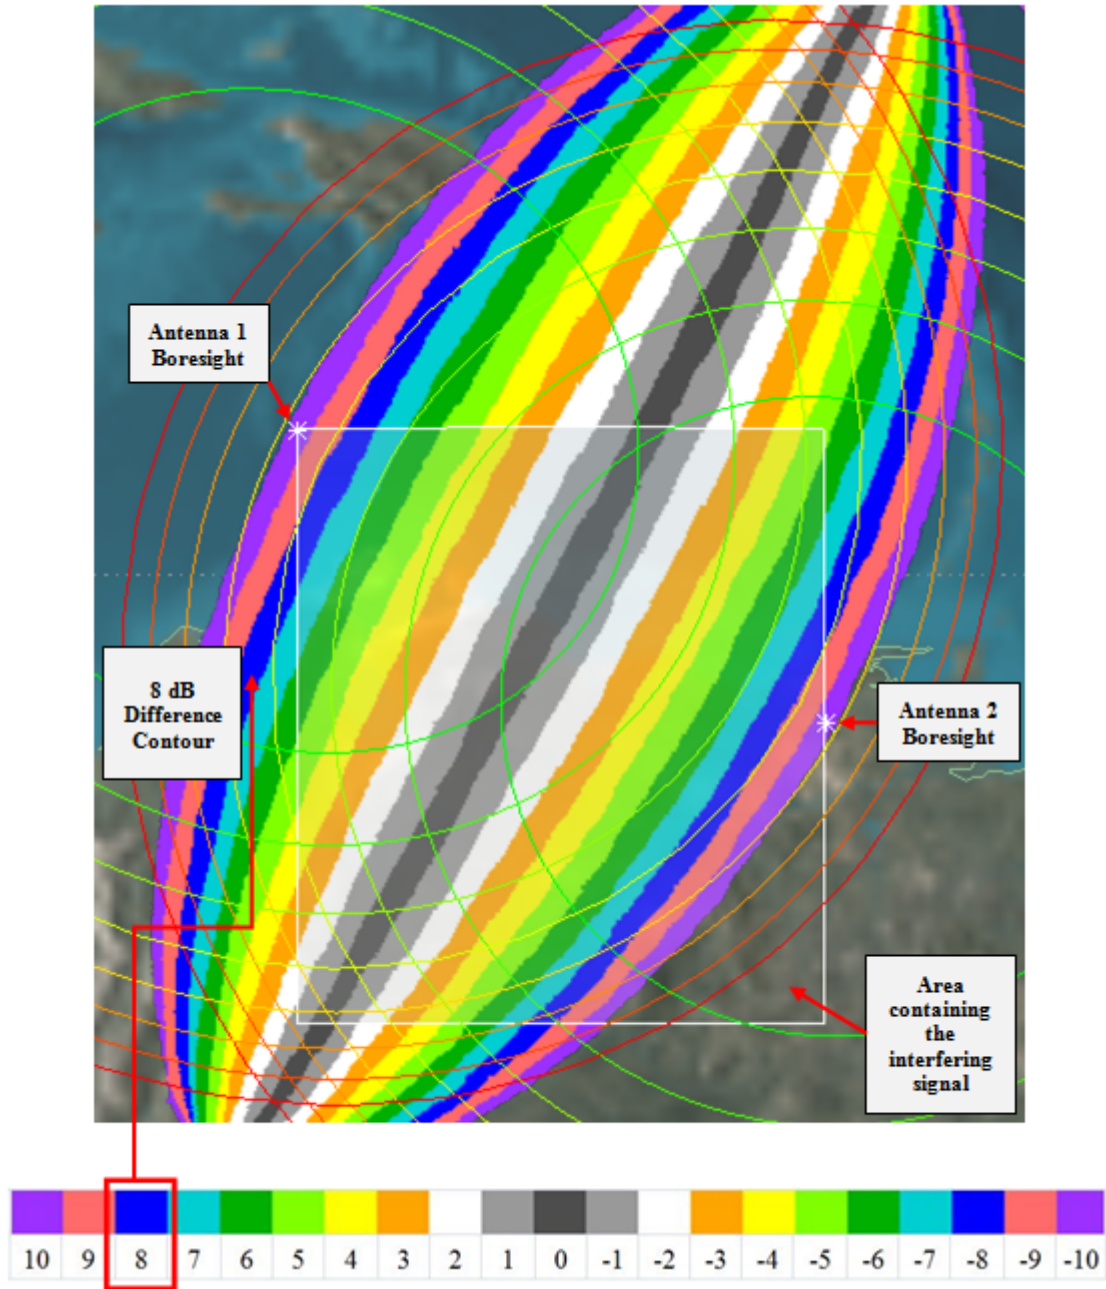 Antenna 1
Boresight
8 dB
Difference
Contour
Antenna 2
Boresight
Area
containing
the
interfering
signal
10 9 8 7 6 5 4 3 2 1 0 -1 -2 -3 -4 -5 -6 -7 -8 -9 -10